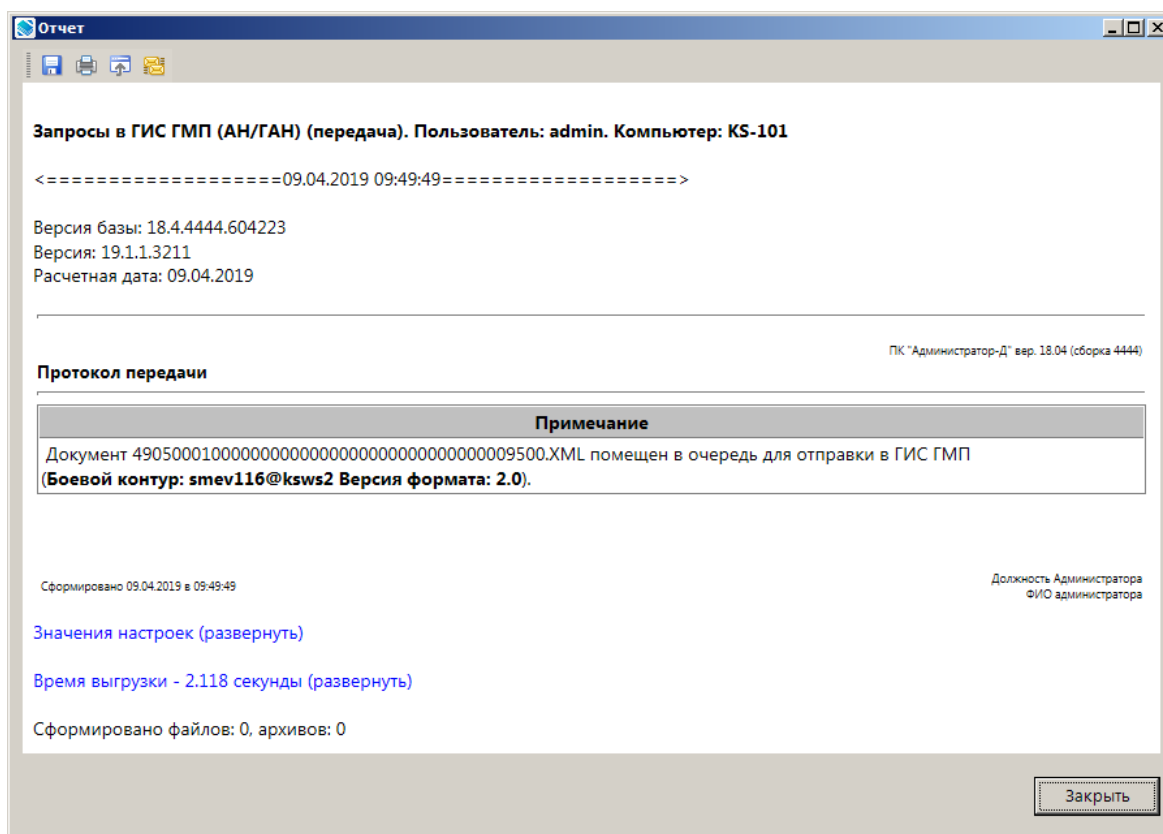 Отчет
Запросы в ГИС ГМП (АН/ГАН) (передача). Пользователь: admin. Компьютер: KS-101
<===================09.04.2019 09:49:49===================>
Версия базы: 18.4.4444.604223
Версия: 19.1.1.3211
Расчетная дата: 09.04.2019
ПК "Администратор-Д" вер. 18.04 (сборка 4444)
Протокол передачи
Примечание
Документ 49050001000000000000000000000000000009500.XML помещен в очередь для отправки в ГИС ГМП
(Боевой контур: smev116@ksws2 Версия формата: 2.0).
Сформировано 09.04.2019 в 09:49:49
Должность Администратора
ФИО администратора
Значения настроек (развернуть)
Время выгрузки - 2.118 секунды (развернуть)
Сформировано файлов: 0, архивов: 0
Закрыть